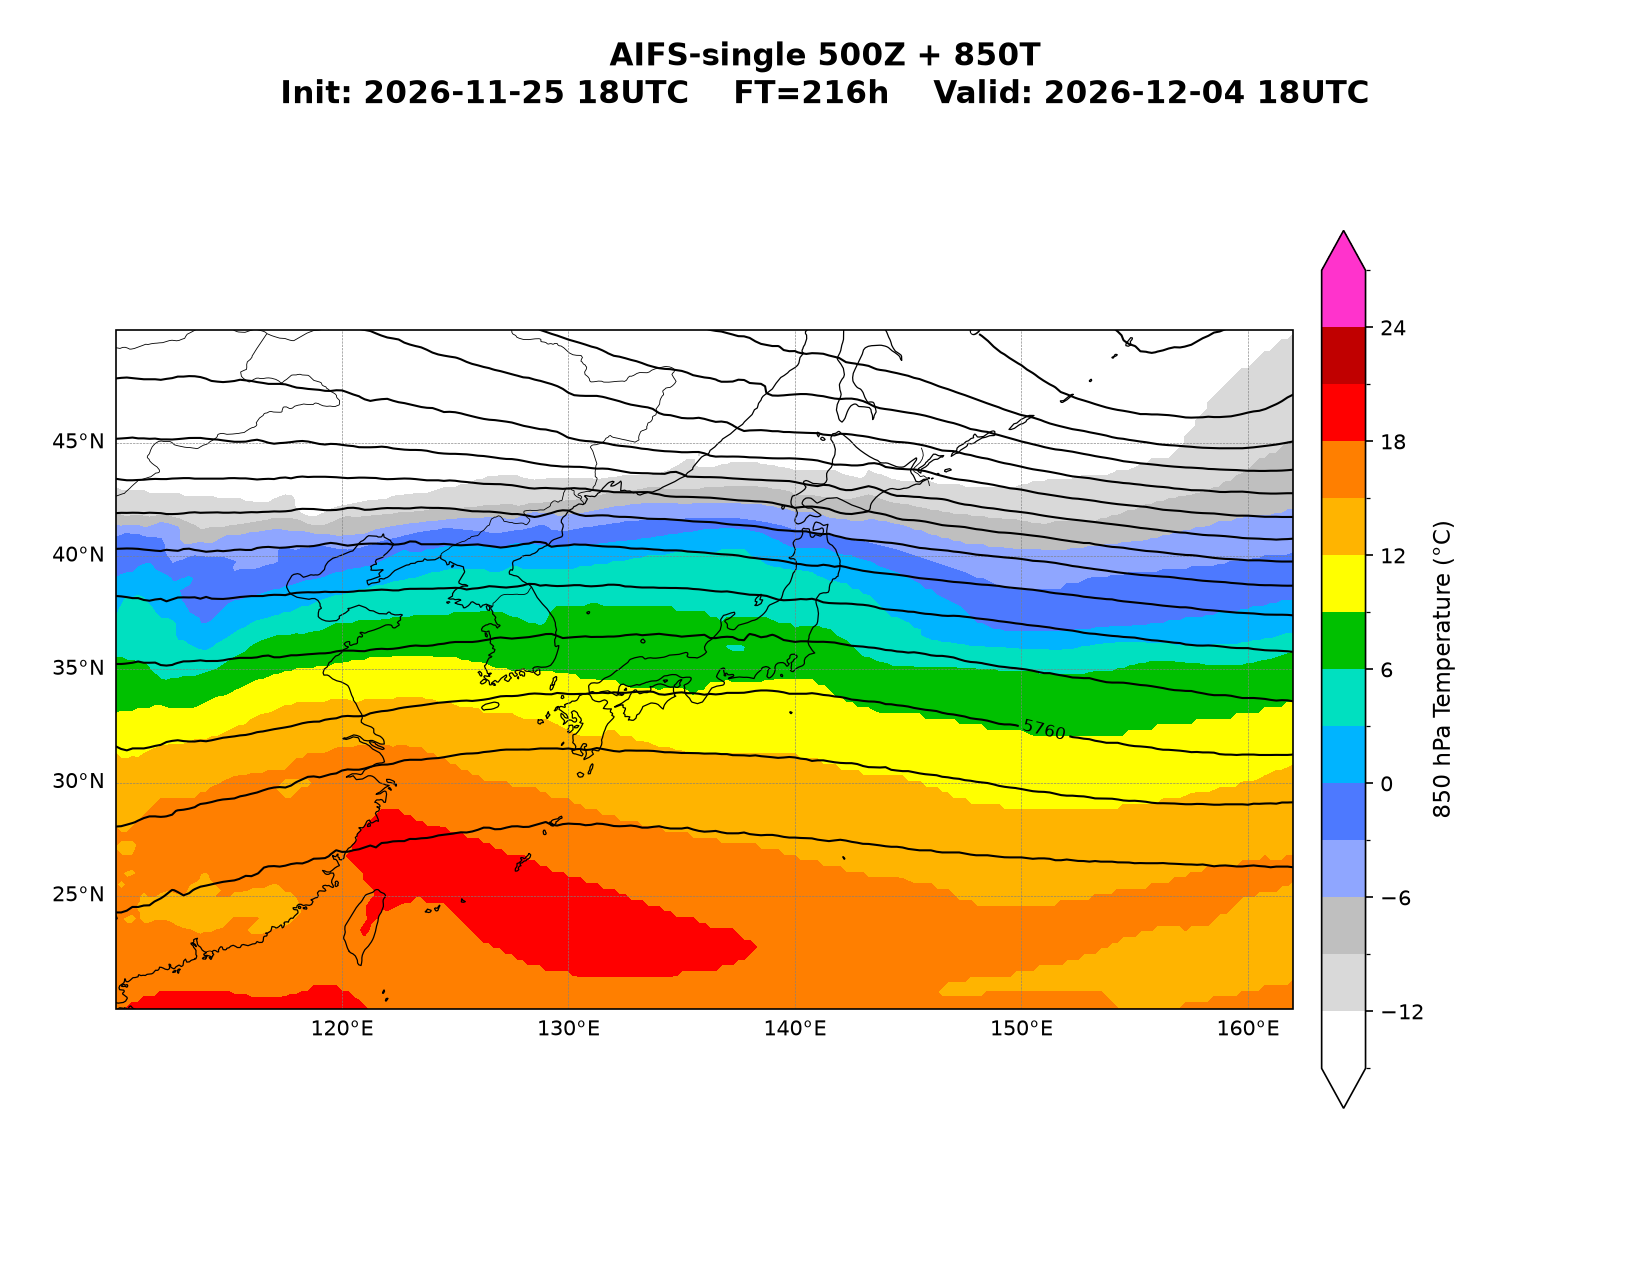 AIFS-single 500Z + 850T
Init: 2026-11-25 18UTC    FT=216h    Valid: 2026-12-04 18UTC
24
18
12
6
0
−6
−12
850 hPa Temperature (°C)
45°N
40°N
35°N
30°N
25°N
5760
120°E
130°E
140°E
150°E
160°E